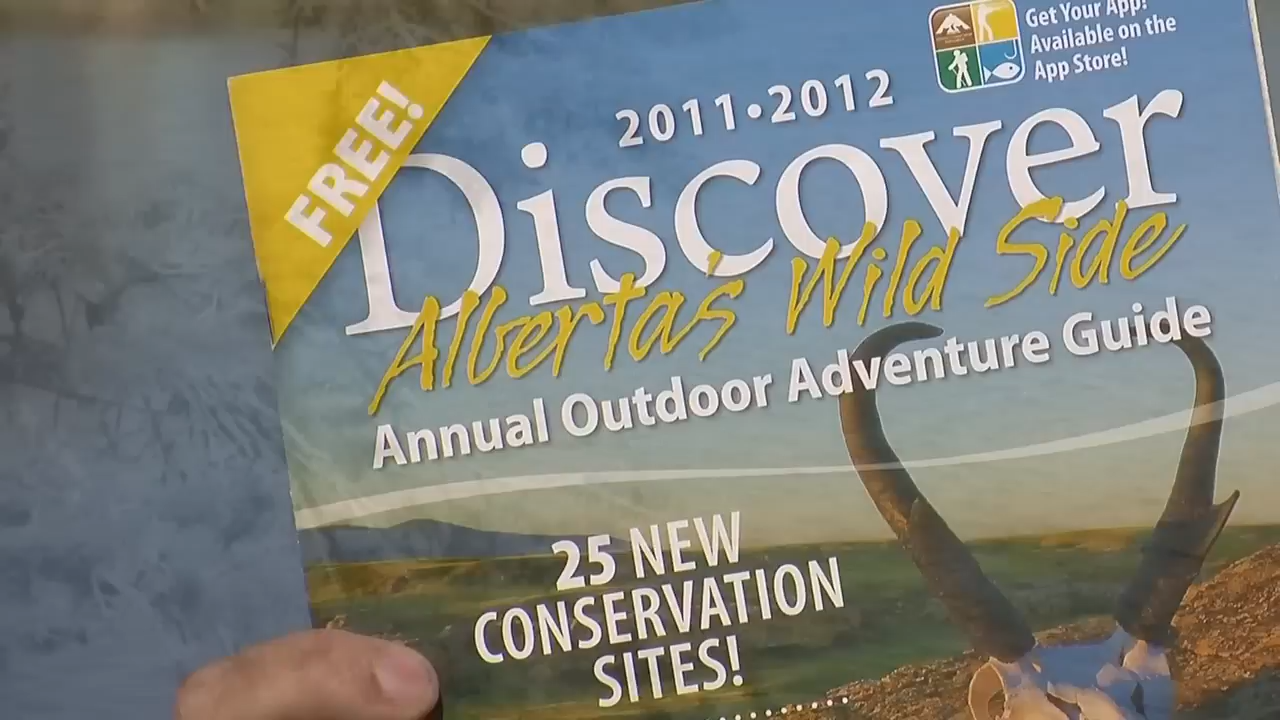 Get Your App!
Available on the
App Store!
FREE!
2011•2012
Discover
Alberta's Wild Side
Annual Outdoor Adventure Guide
25 NEW
CONSERVATION
SITES!